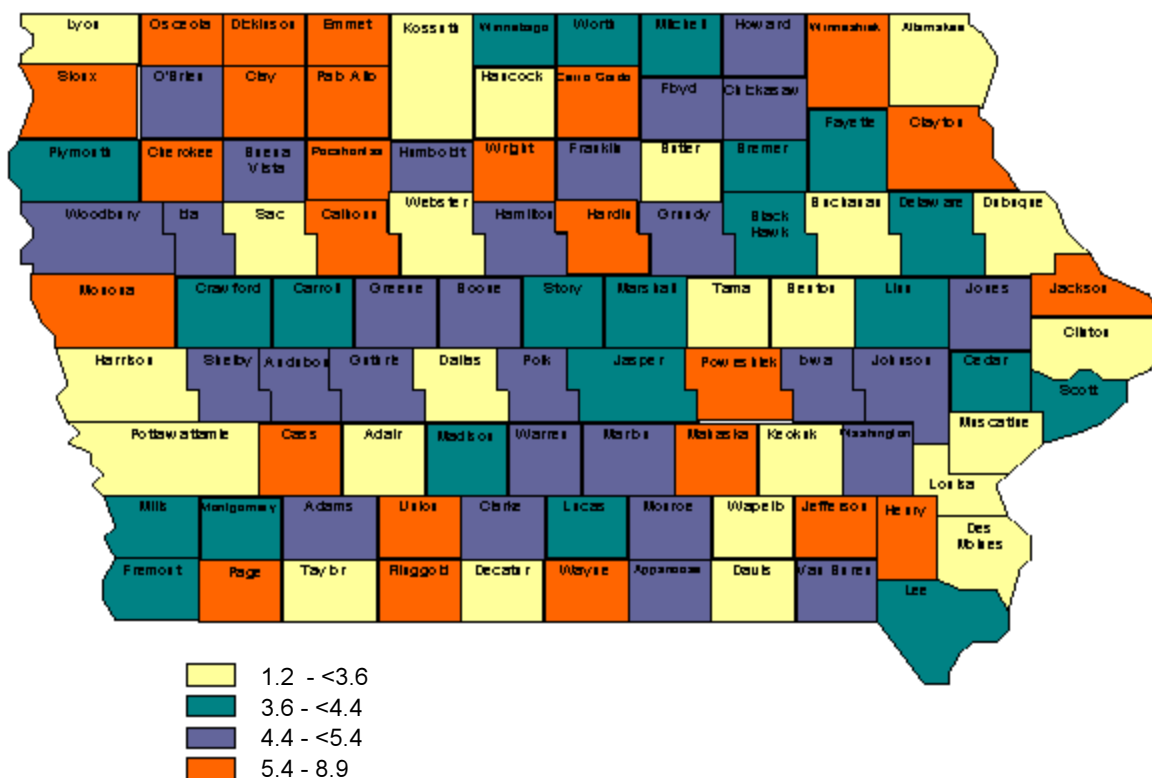 Lyon Osceola Dickinson Emmet Kossuth Winnebago Worth Mitchell Howard Winneshiek Allamakee
Sioux O'Brien Clay Palo Alto Hancock Cerro Gordo Floyd Chickasaw
Fayette Clayton
Plymouth Cherokee Buena Vista Pocahontas Humboldt Wright Franklin Butler Bremer
Woodbury Ida Sac Calhoun Webster Hamilton Hardin Grundy Black Hawk Buchanan Delaware Dubuque
Monona Crawford Carroll Greene Boone Story Marshall Tama Benton Linn Jones Jackson
Clinton
Harrison Shelby Audubon Guthrie Dallas Polk Jasper Poweshiek Iowa Johnson Cedar
Scott
Pottawattamie Cass Adair Madison Warren Marion Mahaska Keokuk Washington Muscatine
Louisa
Mills Montgomery Adams Union Clarke Lucas Monroe Wapello Jefferson Henry Des Moines
Fremont Page Taylor Ringgold Decatur Wayne Appanoose Davis Van Buren Lee
1.2 - <3.6
3.6 - <4.4
4.4 - <5.4
5.4 - 8.9